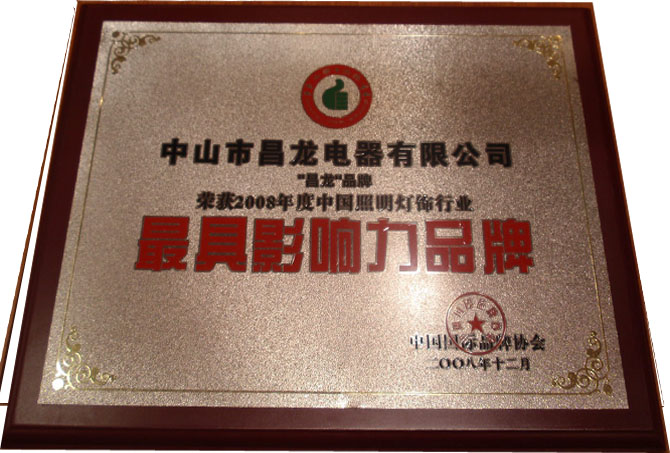 中山市昌龙电器有限公司
"昌龙"品牌
荣获2008年度中国照明灯饰行业
最具影响力品牌
中国国际品牌协会
二〇〇八年十二月